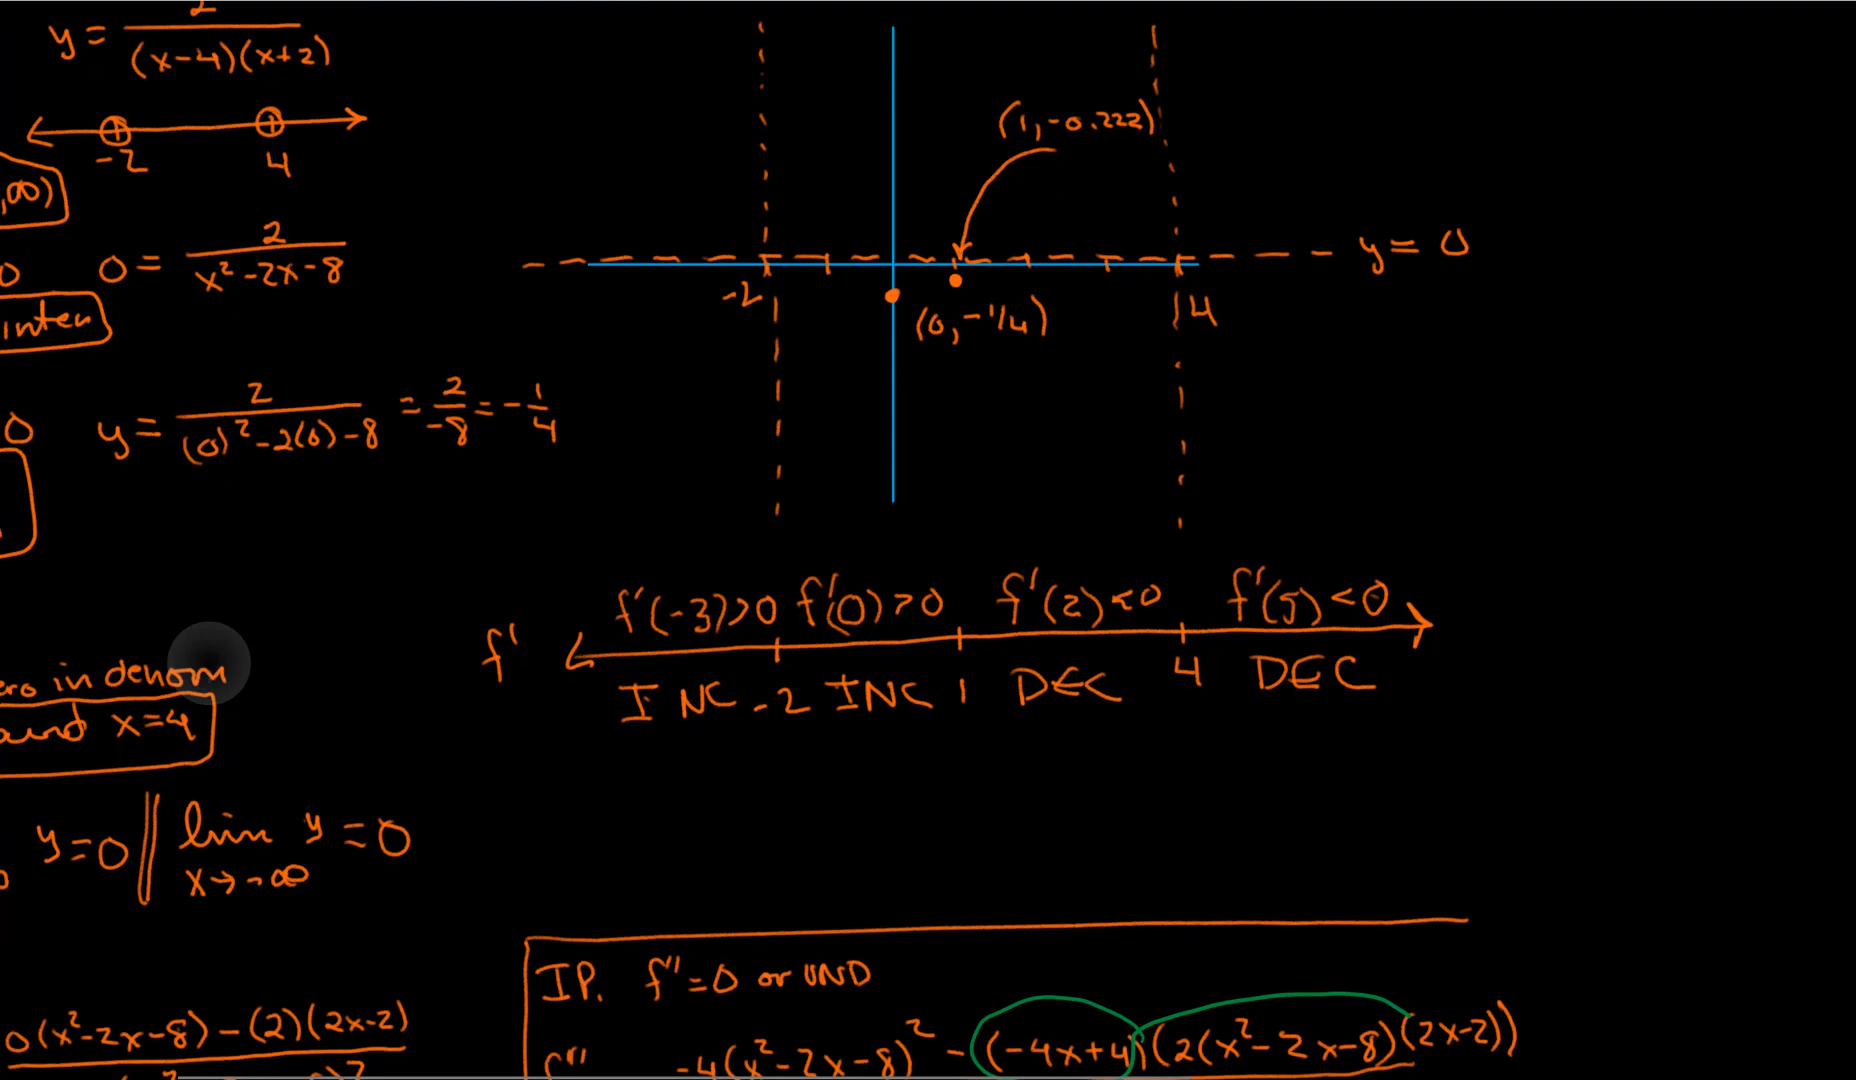 y = 2/((x-4)(x+2))
-2 4
,∞)
0 0 = 2/(x²-2x-8)
inter
0 y = 2/((0)²-2(0)-8) = 2/-8 = -1/4
(1,-0.222)
y = 0
-2 4
(0,-1/4)
f'(-3)>0 f'(0)>0 f'(2)<0 f'(5)<0
f'
INC -2 INC 1 DEC 4 DEC
ero in denom
and x=4
y=0 || lim y = 0
x→-∞
0(x²-2x-8)-(2)(2x-2)
IP. f''=0 or UND
f'' -4(x²-2x-8)² - (-4x+4)(2(x²-2x-8)(2x-2))